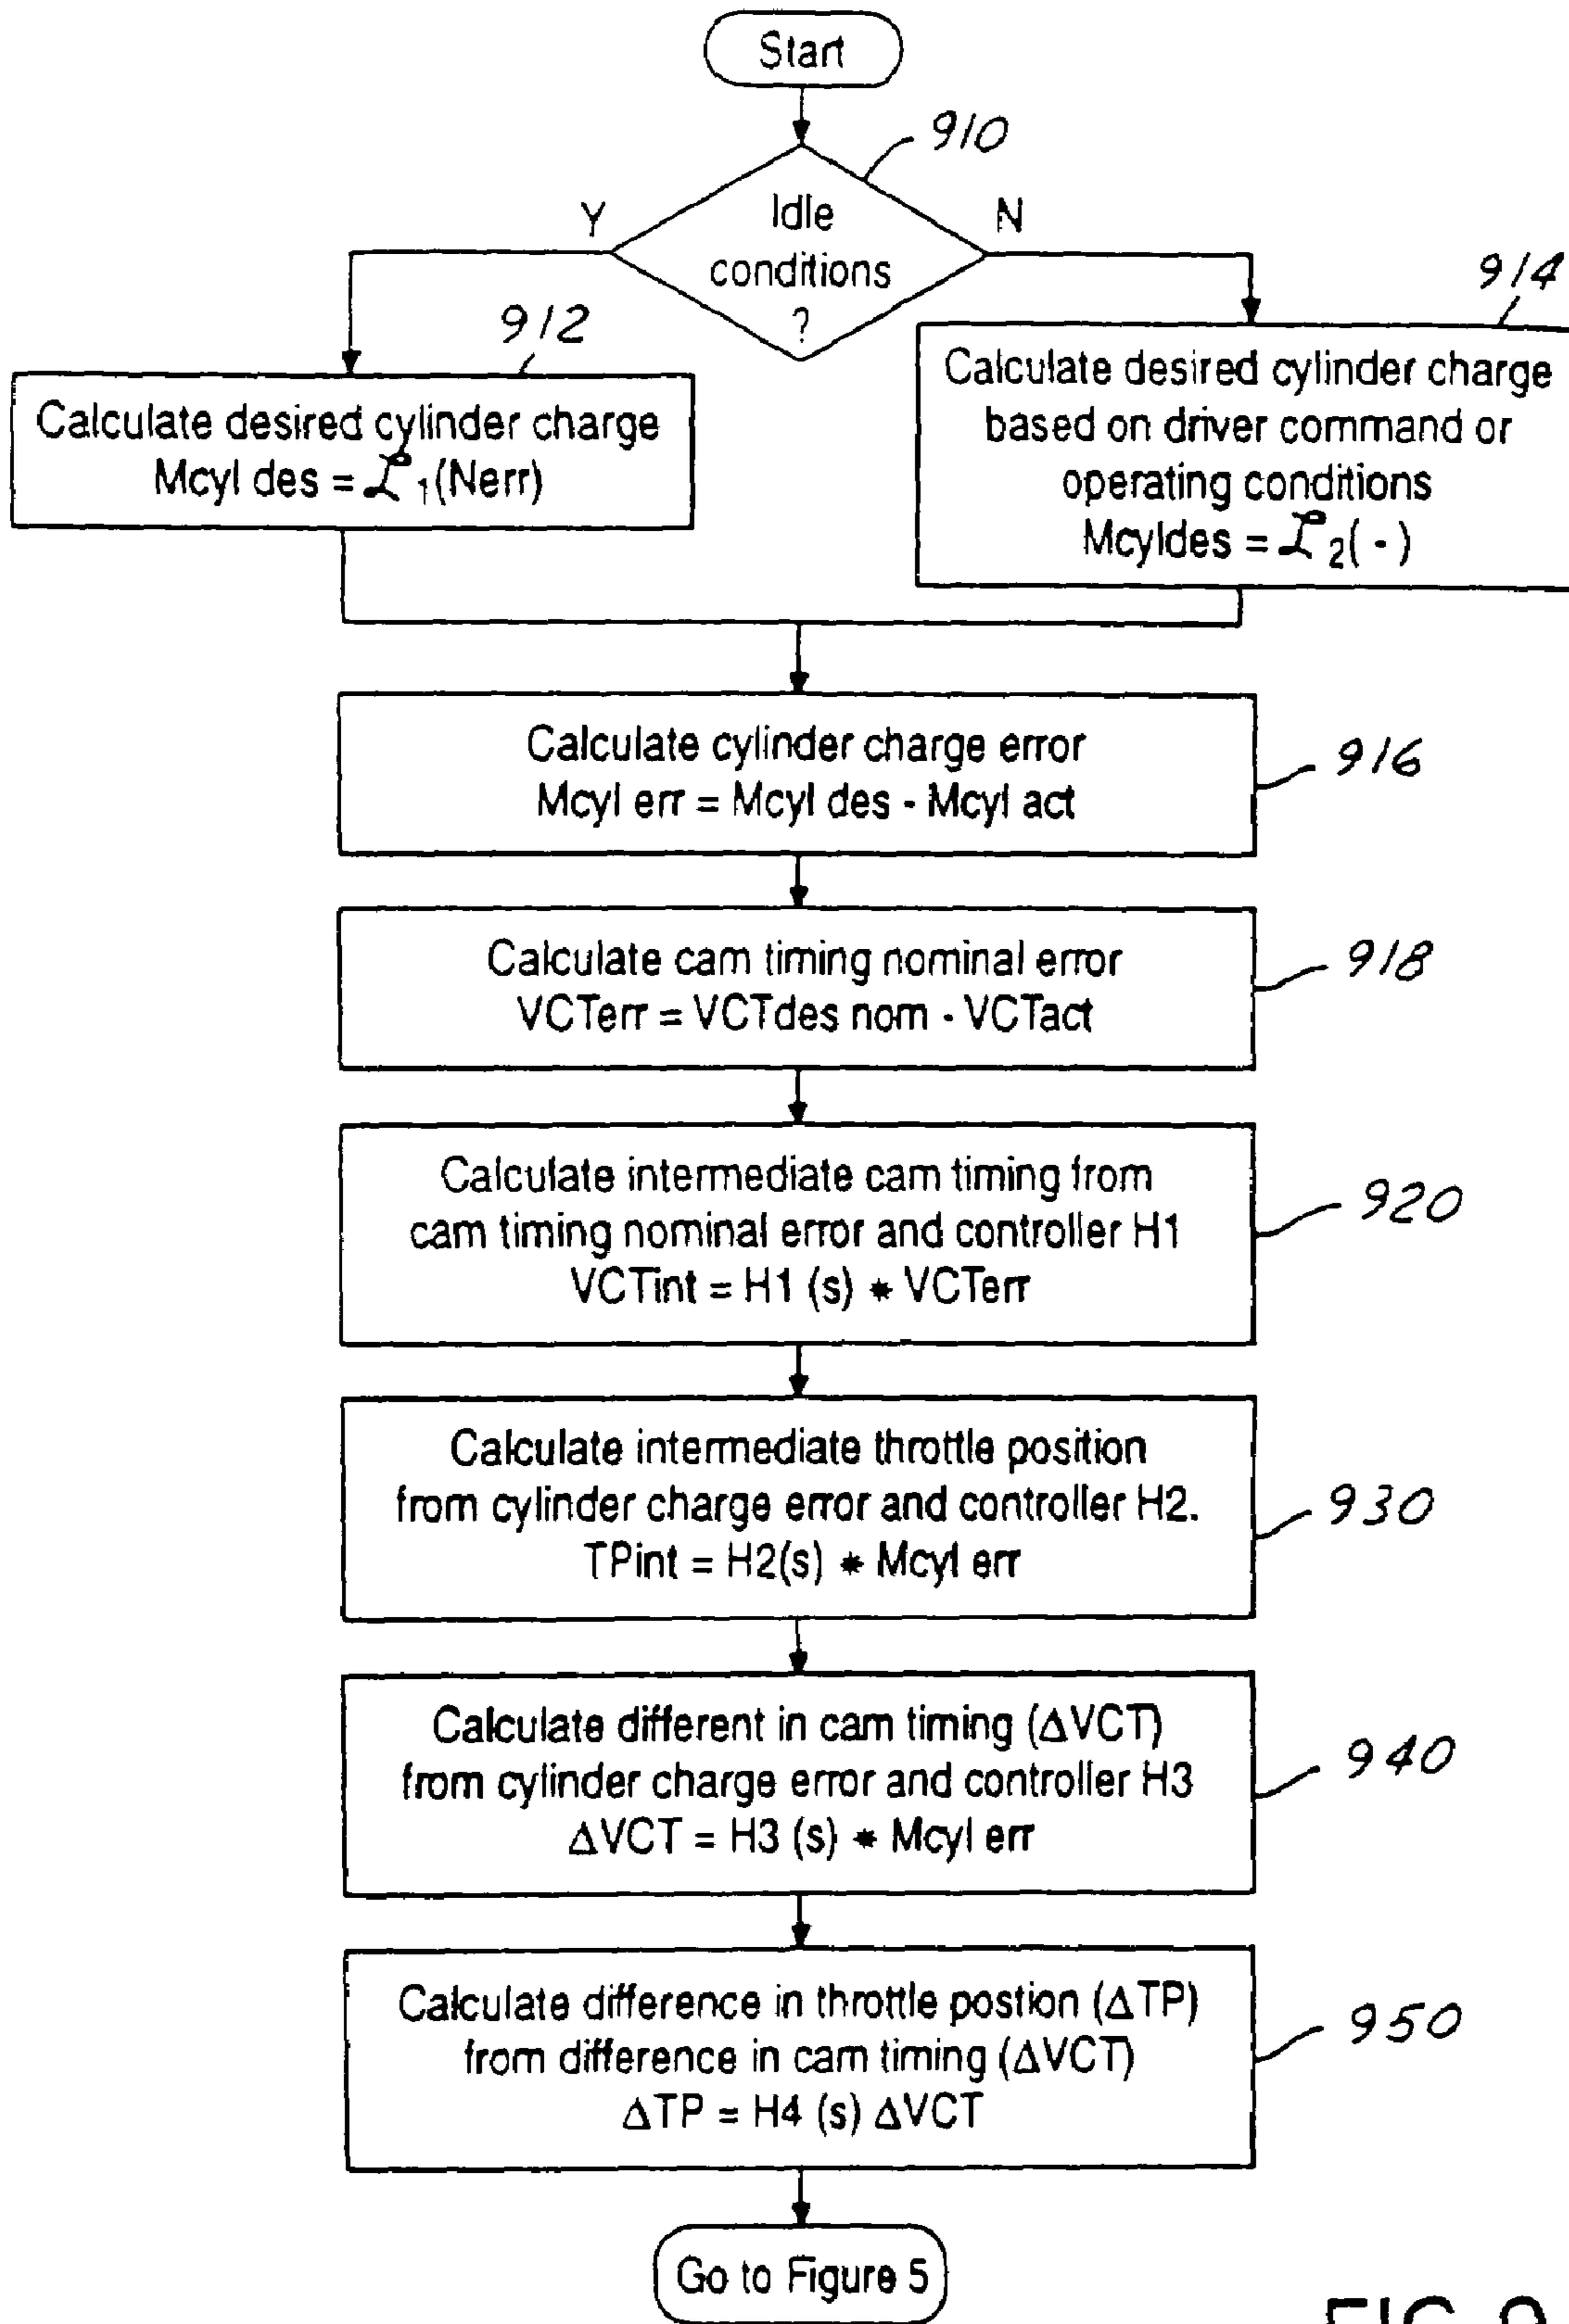 Start
910
Idle
conditions
?
Y
N
912
914
Calculate desired cylinder charge
Mcyl des = ℒ1(Nerr)
Calculate desired cylinder charge
based on driver command or
operating conditions
Mcyldes = ℒ2( - )
Calculate cylinder charge error
Mcyl err = Mcyl des - Mcyl act
916
Calculate cam timing nominal error
VCTerr = VCTdes nom - VCTact
918
Calculate intermediate cam timing from
cam timing nominal error and controller H1
VCTint = H1 (s) * VCTerr
920
Calculate intermediate throttle position
from cylinder charge error and controller H2.
TPint = H2(s) * Mcyl err
930
Calculate different in cam timing (ΔVCT)
from cylinder charge error and controller H3
ΔVCT = H3 (s) * Mcyl err
940
Calculate difference in throttle postion (ΔTP)
from difference in cam timing (ΔVCT)
ΔTP = H4 (s) ΔVCT
950
Go to Figure 5
FIG. 9